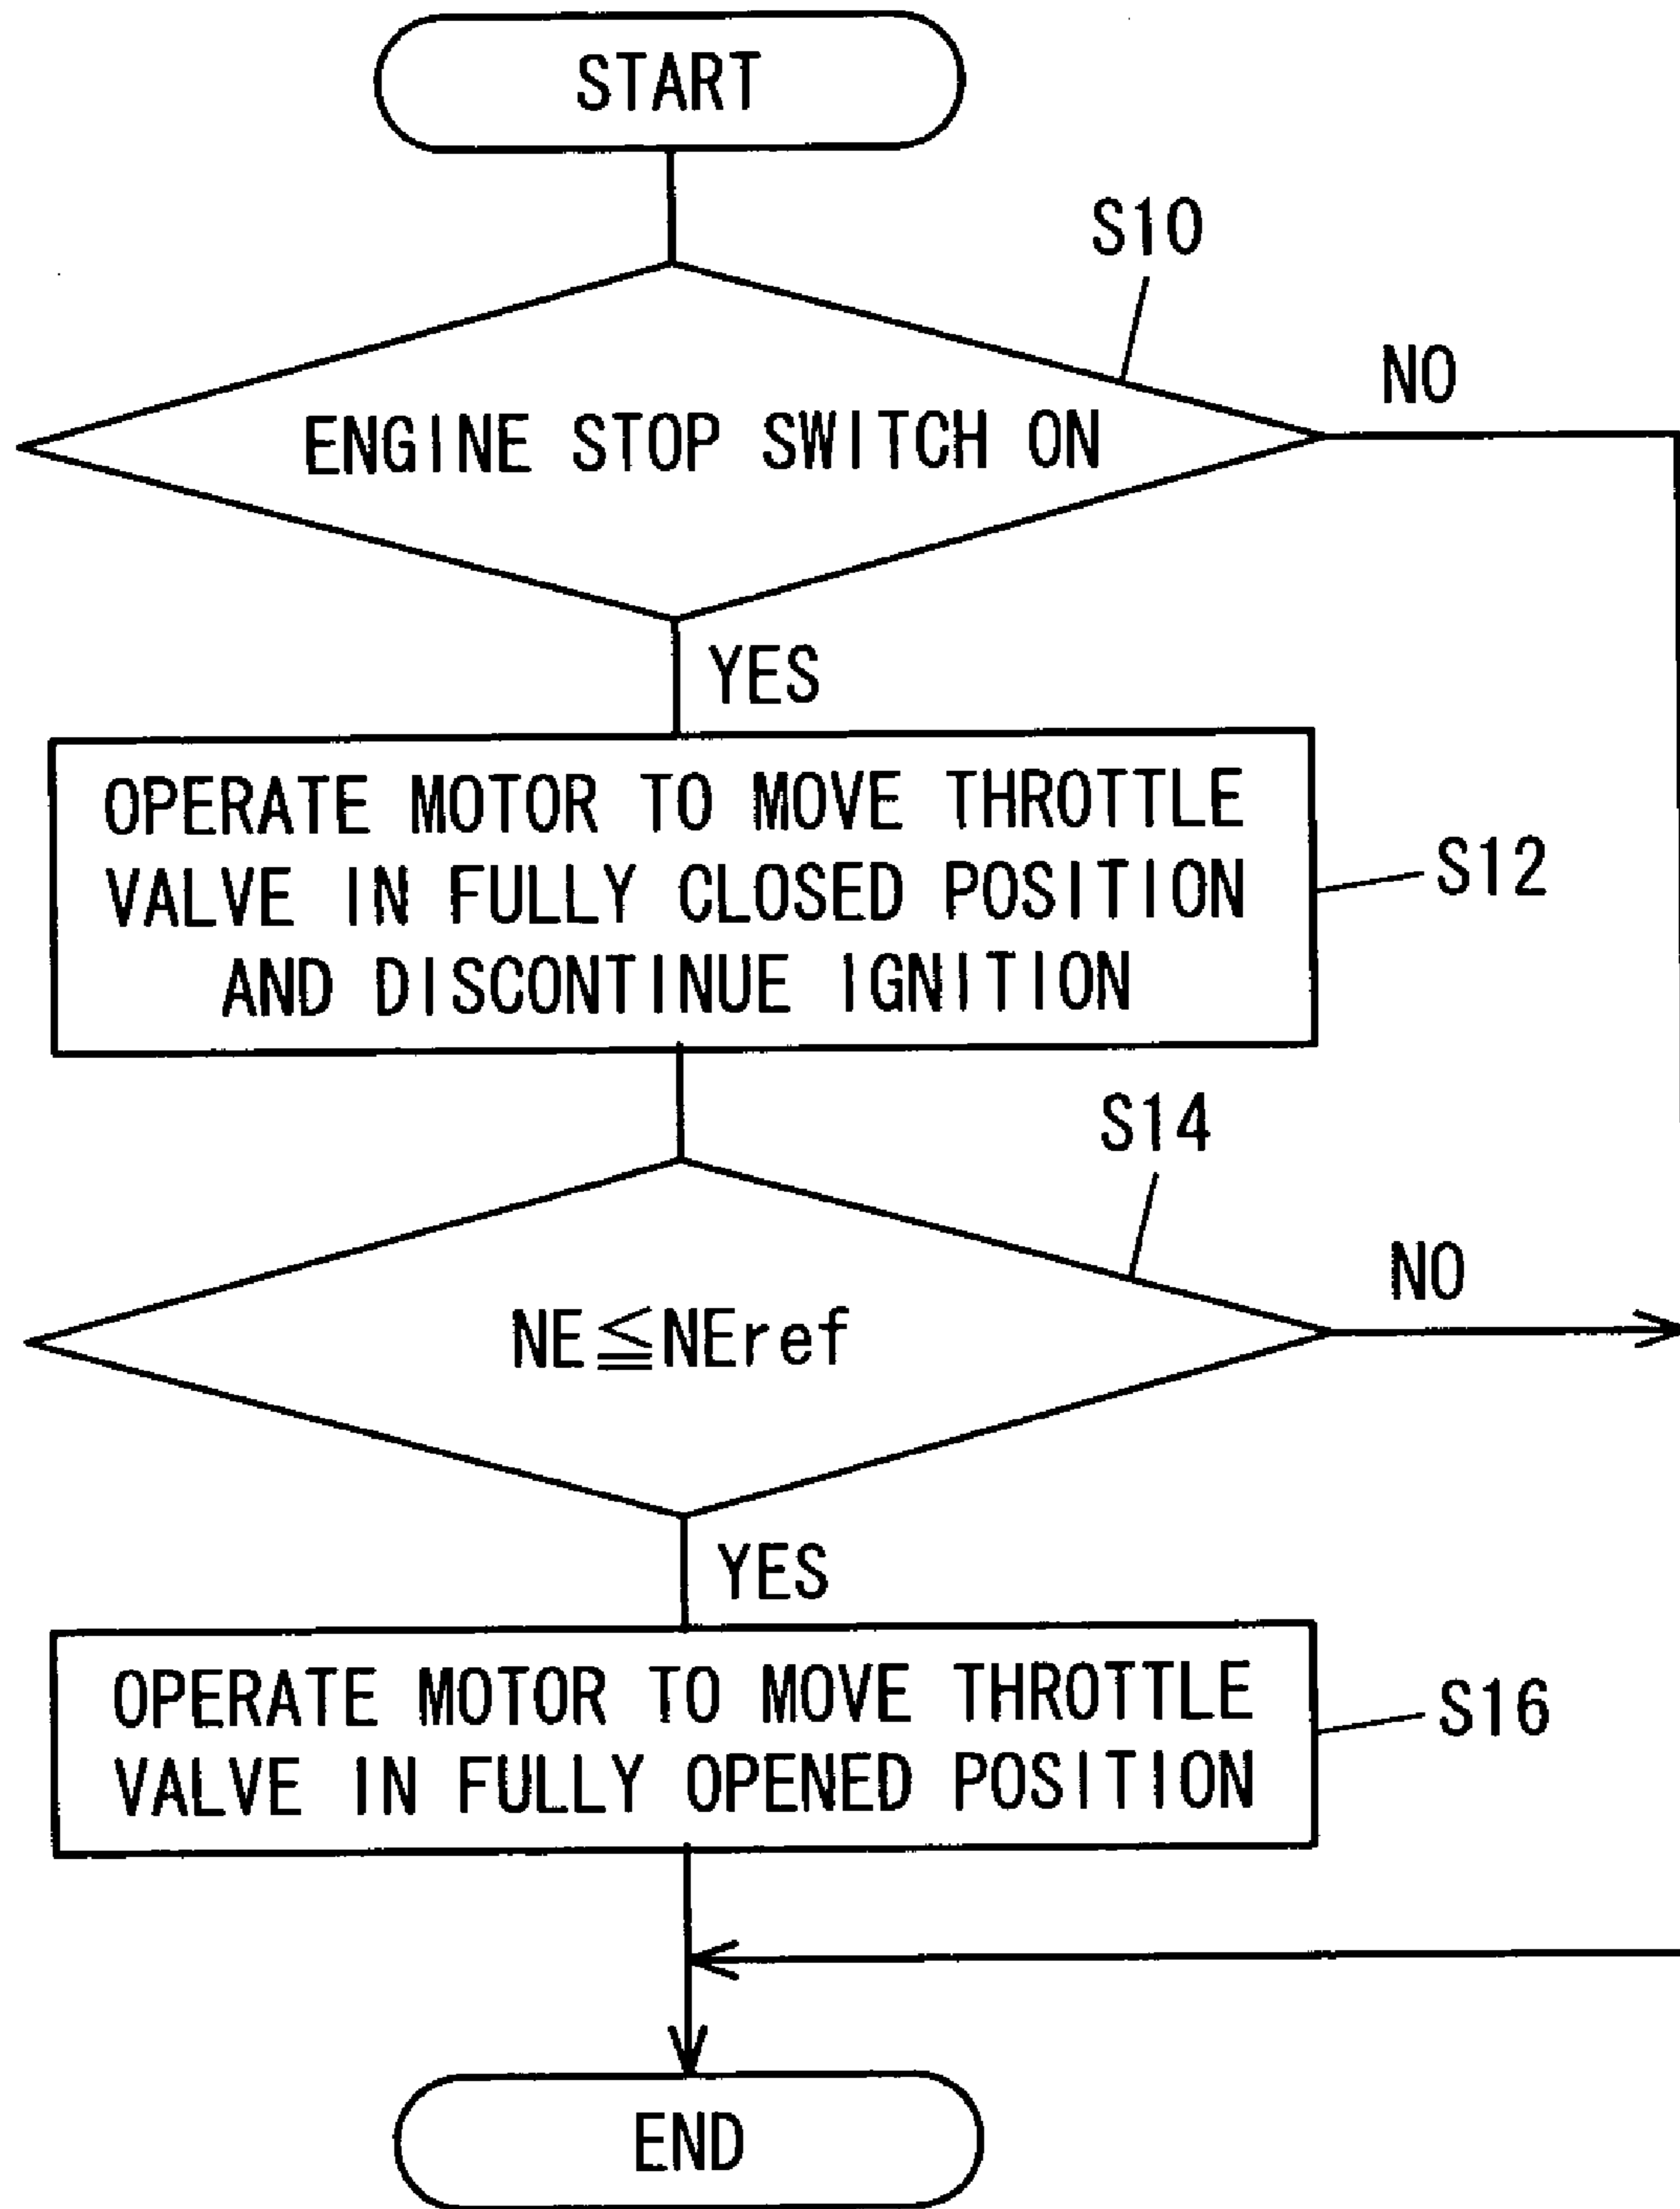 START
S10
NO
ENGINE STOP SWITCH ON
YES
OPERATE MOTOR TO MOVE THROTTLE
VALVE IN FULLY CLOSED POSITION
AND DISCONTINUE IGNITION
S12
S14
NO
NE≦NEref
YES
OPERATE MOTOR TO MOVE THROTTLE
VALVE IN FULLY OPENED POSITION
S16
END